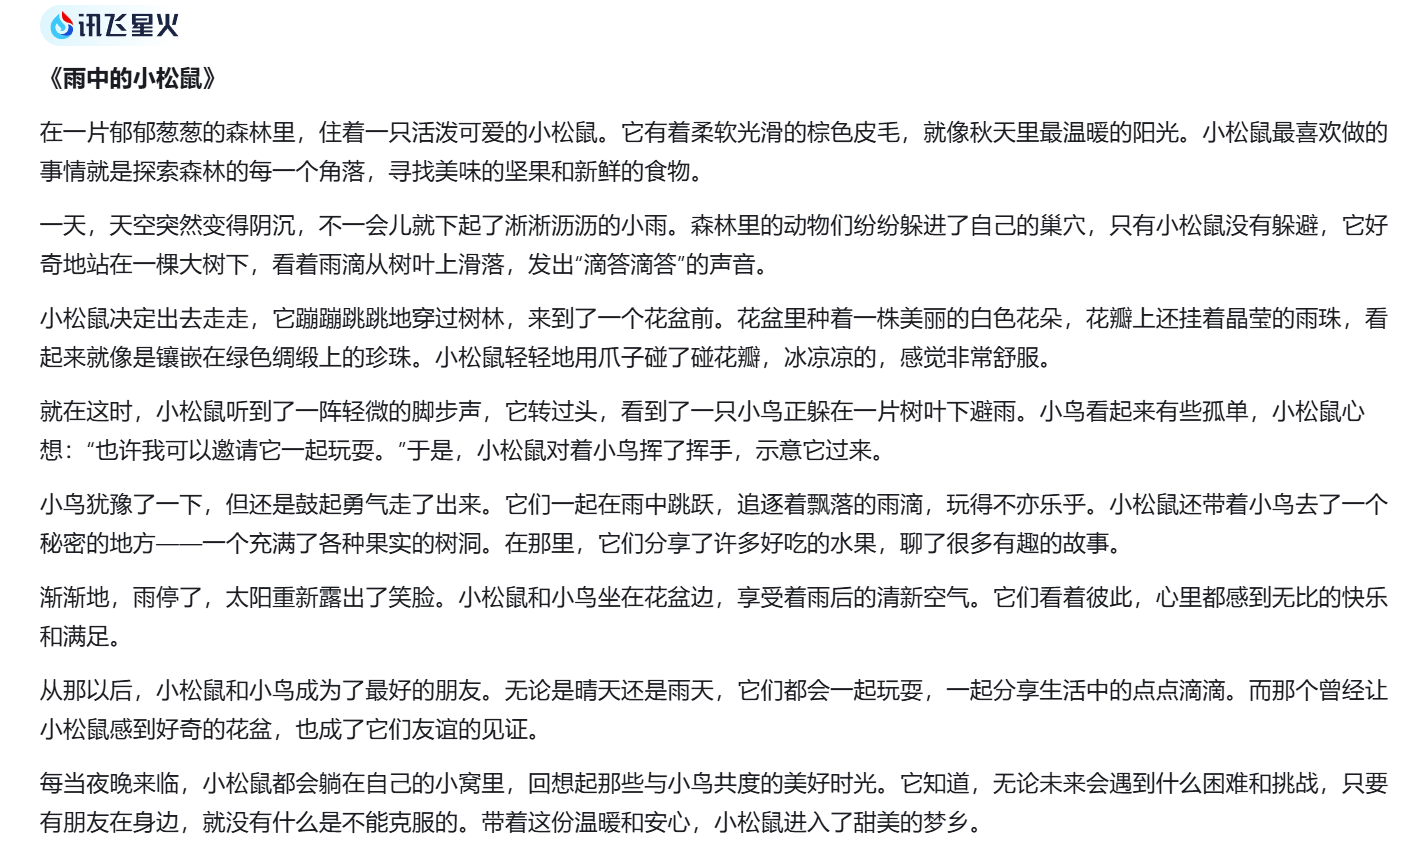 讯飞星火
《雨中的小松鼠》
在一片郁郁葱葱的森林里，住着一只活泼可爱的小松鼠。它有着柔软光滑的棕色皮毛，就像秋天里最温暖的阳光。小松鼠最喜欢做的
事情就是探索森林的每一个角落，寻找美味的坚果和新鲜的食物。
一天，天空突然变得阴沉，不一会儿就下起了淅淅沥沥的小雨。森林里的动物们纷纷躲进了自己的巢穴，只有小松鼠没有躲避，它好
奇地站在一棵大树下，看着雨滴从树叶上滑落，发出“滴答滴答”的声音。
小松鼠决定出去走走，它蹦蹦跳跳地穿过树林，来到了一个花盆前。花盆里种着一株美丽的白色花朵，花瓣上还挂着晶莹的雨珠，看
起来就像是镶嵌在绿色绸缎上的珍珠。小松鼠轻轻地用爪子碰了碰花瓣，冰凉凉的，感觉非常舒服。
就在这时，小松鼠听到了一阵轻微的脚步声，它转过头，看到了一只小鸟正躲在一片树叶下避雨。小鸟看起来有些孤单，小松鼠心
想：“也许我可以邀请它一起玩耍。”于是，小松鼠对着小鸟挥了挥手，示意它过来。
小鸟犹豫了一下，但还是鼓起勇气走了出来。它们一起在雨中跳跃，追逐着飘落的雨滴，玩得不亦乐乎。小松鼠还带着小鸟去了一个
秘密的地方——一个充满了各种果实的树洞。在那里，它们分享了许多好吃的水果，聊了很多有趣的故事。
渐渐地，雨停了，太阳重新露出了笑脸。小松鼠和小鸟坐在花盆边，享受着雨后的清新空气。它们看着彼此，心里都感到无比的快乐
和满足。
从那以后，小松鼠和小鸟成为了最好的朋友。无论是晴天还是雨天，它们都会一起玩耍，一起分享生活中的点点滴滴。而那个曾经让
小松鼠感到好奇的花盆，也成了它们友谊的见证。
每当夜晚来临，小松鼠都会躺在自己的小窝里，回想起那些与小鸟共度的美好时光。它知道，无论未来会遇到什么困难和挑战，只要
有朋友在身边，就没有什么是不能克服的。带着这份温暖和安心，小松鼠进入了甜美的梦乡。